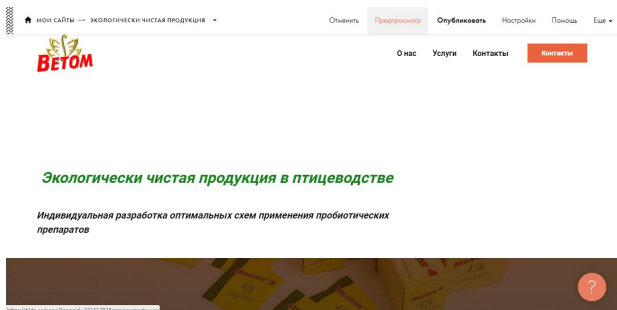 МОИ САЙТЫ → ЭКОЛОГИЧЕСКИ ЧИСТАЯ ПРОДУКЦИЯ
Отменить Предпросмотр Опубликовать Настройки Помощь Еще
ВЕТОМ
О нас Услуги Контакты Контакты
Экологически чистая продукция в птицеводстве
Индивидуальная разработка оптимальных схем применения пробиотических
препаратов
?